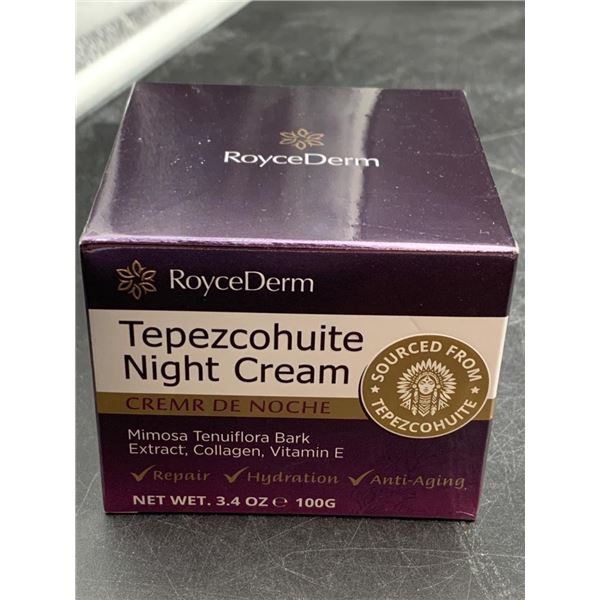 RoyceDerm
RoyceDerm
Tepezcohuite
Night Cream
CREMR DE NOCHE
SOURCED FROM
TEPEZCOHUITE
Mimosa Tenuiflora Bark
Extract, Collagen, Vitamin E
✓Repair ✓Hydration ✓Anti-Aging
NET WET. 3.4 OZ ℮ 100G